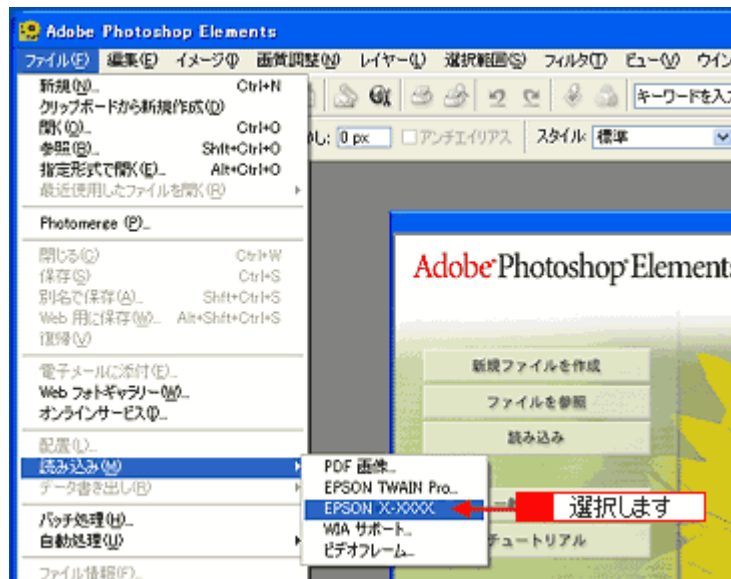 Adobe Photoshop Elements
ファイル(F) 編集(E) イメージ(I) 画質調整(N) レイヤー(L) 選択範囲(S) フィルタ(T) ビュー(V) ウイン
新規(N)... Ctrl+N
クリップボードから新規作成(O)
開く(O)... Ctrl+O
参照(B)... Shift+Ctrl+O
指定形式で開く(E)... Alt+Ctrl+O
最近使用したファイルを開く(R)
キーワードを入
0 px アンチエイリアス スタイル: 標準
Photomerge (P)...
閉じる(C) Ctrl+W
保存(S) Ctrl+S
別名で保存(A)... Shift+Ctrl+S
Web 用に保存(W)... Alt+Shft+Ctrl+S
復帰(V)
電子メールに添付(E)...
Web フォトギャラリー(W)...
オンラインサービス(I)...
配置(L)...
読み込み(M)
データ書き出し(R)
バッチ処理(H)...
自動処理(U)
ファイル情報(F)...
Adobe Photoshop Elements
新規ファイルを作成
ファイルを参照
読み込み
チュートリアル
PDF 画像...
EPSON TWAIN Pro...
EPSON X-XXXX
WIA サポート...
ビデオフレーム...
選択します